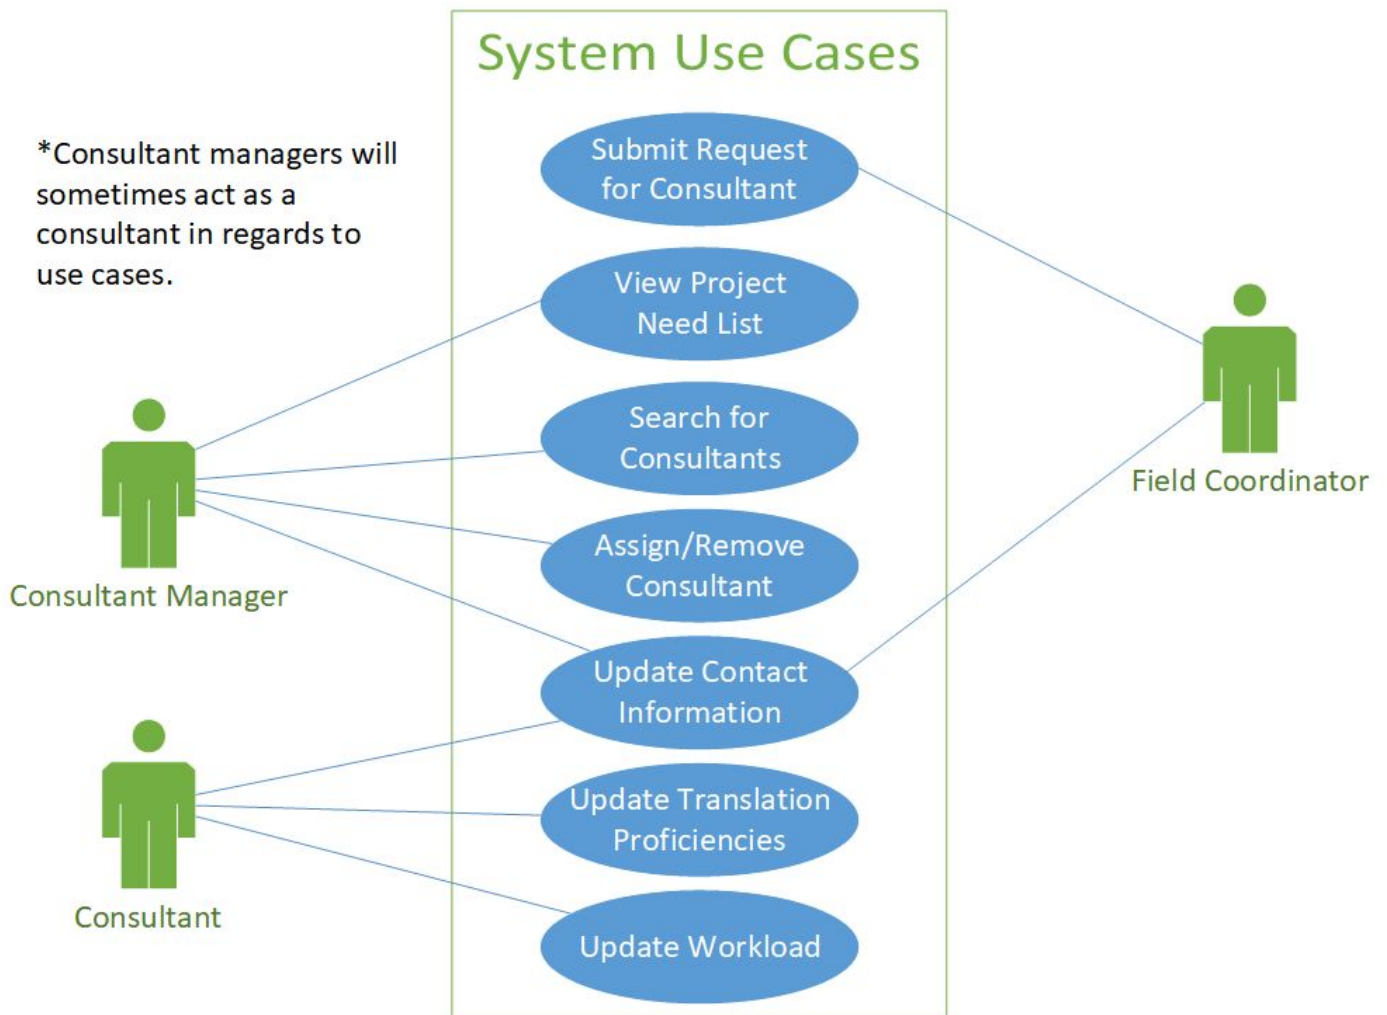 System Use Cases
*Consultant managers will
sometimes act as a
consultant in regards to
use cases.
Submit Request
for Consultant
View Project
Need List
Search for
Consultants
Assign/Remove
Consultant
Update Contact
Information
Update Translation
Proficiencies
Update Workload
Consultant Manager
Consultant
Field Coordinator